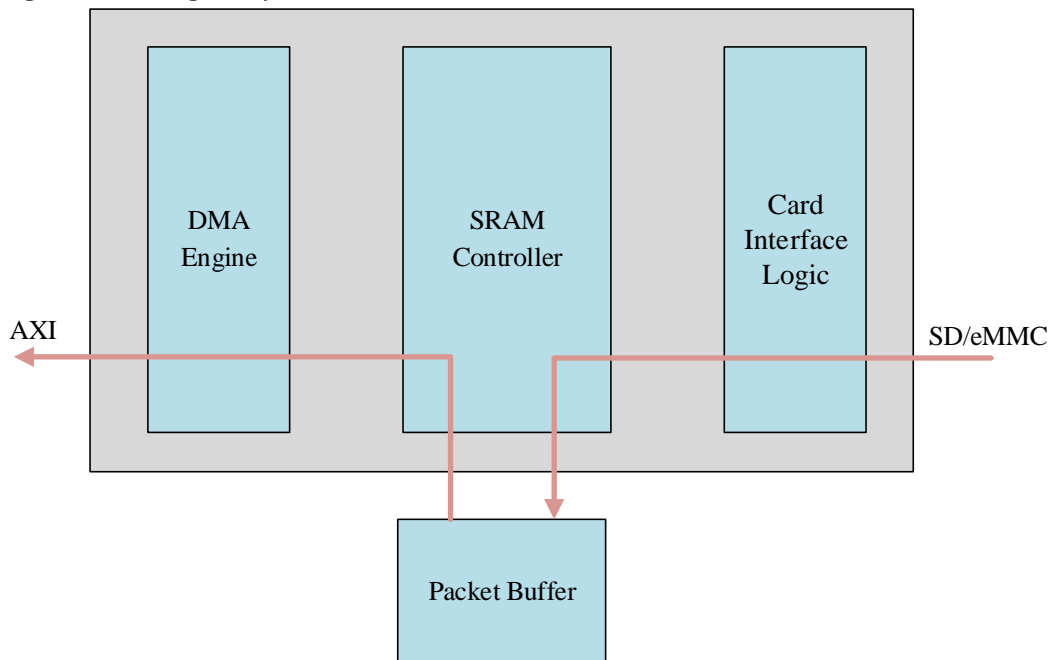 DMA
Engine
SRAM
Controller
Card
Interface
Logic
AXI
SD/eMMC
Packet Buffer